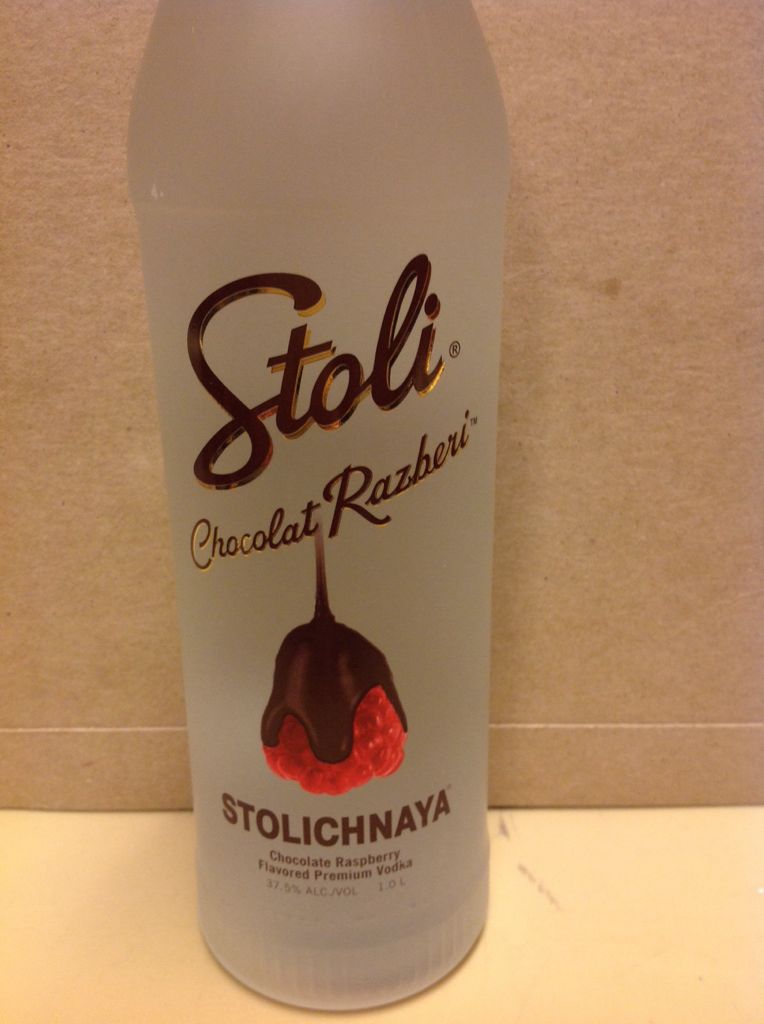 Stoli®
Chocolat Razberi™
STOLICHNAYA®
Chocolate Raspberry
Flavored Premium Vodka
37.5% ALC./VOL 1.0 L